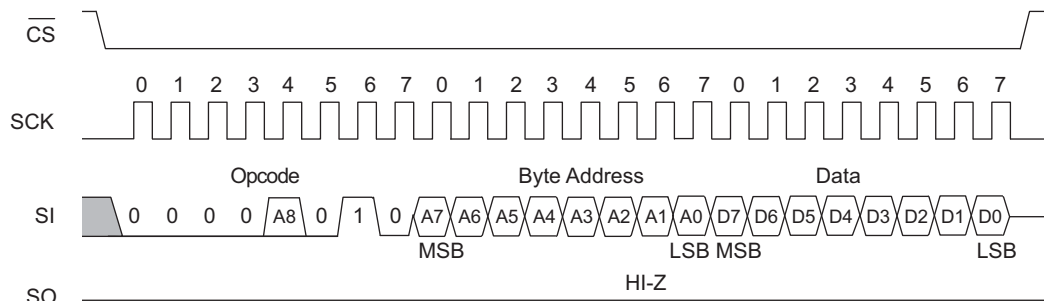 CS
0 1 2 3 4 5 6 7 0 1 2 3 4 5 6 7 0 1 2 3 4 5 6 7
SCK
Opcode Byte Address Data
SI 0 0 0 0 A8 0 1 0 A7 A6 A5 A4 A3 A2 A1 A0 D7 D6 D5 D4 D3 D2 D1 D0
MSB LSB MSB LSB
HI-Z
SO